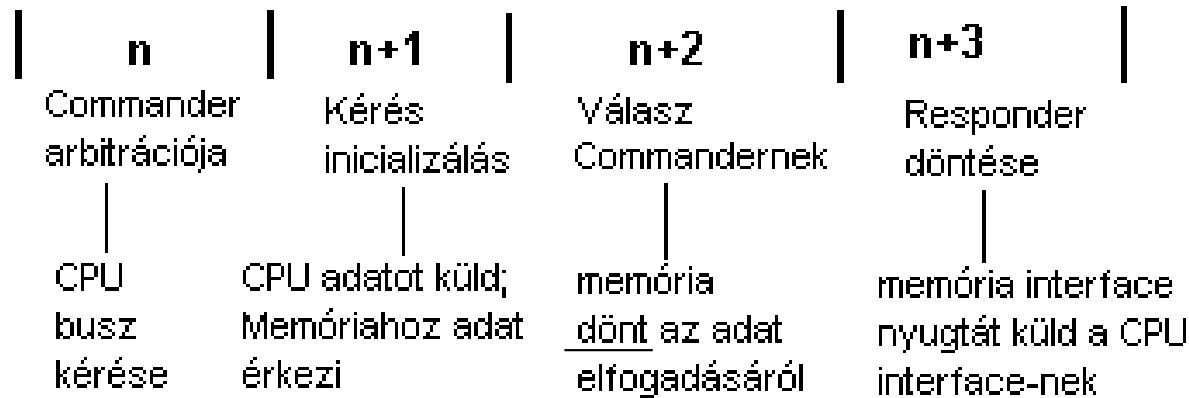 n n+1 n+2 n+3
Commander arbitrációja
Kérés inicializálás
Válasz Commandernek
Responder döntése
CPU busz kérése
CPU adatot küld;
Memóriahoz adat
érkezi
memória
dönt az adat
elfogadásáról
memória interface
nyugtát küld a CPU
interface-nek